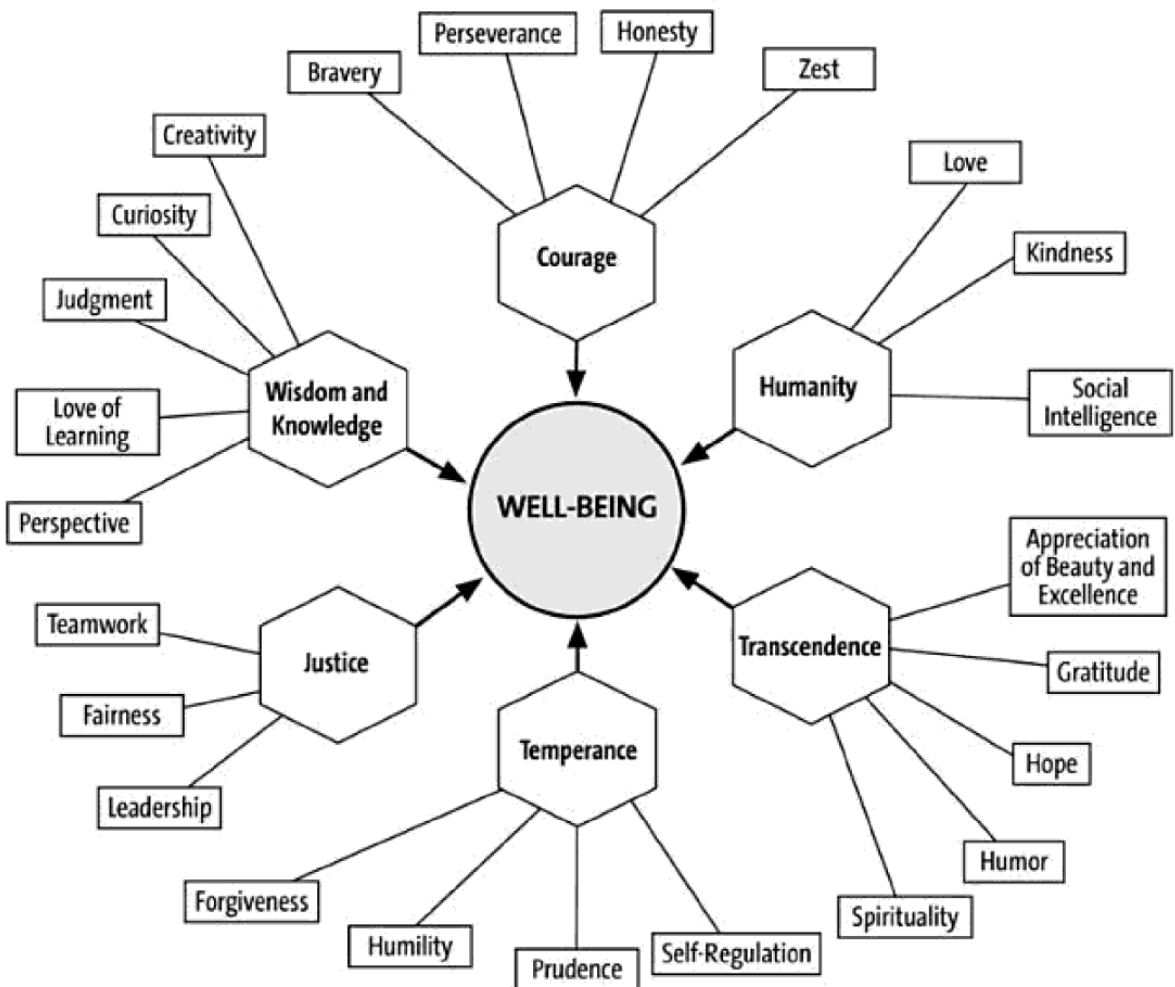 Perseverance
Honesty
Bravery
Zest
Creativity
Love
Curiosity
Courage
Kindness
Judgment
Wisdom and
Knowledge
Humanity
Social
Intelligence
Love of
Learning
Perspective
WELL-BEING
Appreciation
of Beauty and
Excellence
Teamwork
Justice
Transcendence
Gratitude
Fairness
Temperance
Hope
Leadership
Humor
Forgiveness
Spirituality
Humility
Self-Regulation
Prudence